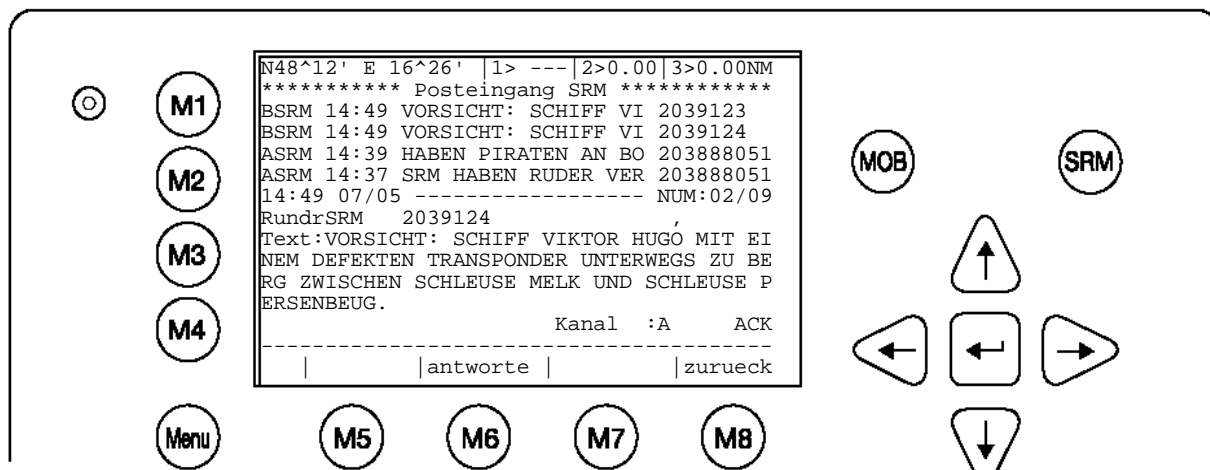 N48^12' E 16^26' |1> ---|2>0.00|3>0.00NM
*********** Posteingang SRM ************
BSRM 14:49 VORSICHT: SCHIFF VI 2039123
BSRM 14:49 VORSICHT: SCHIFF VI 2039124
ASRM 14:39 HABEN PIRATEN AN BO 203888051
ASRM 14:37 SRM HABEN RUDER VER 203888051
14:49 07/05 ------------------ NUM:02/09
RundrSRM 2039124 ,
Text:VORSICHT: SCHIFF VIKTOR HUGO MIT EI
NEM DEFEKTEN TRANSPONDER UNTERWEGS ZU BE
RG ZWISCHEN SCHLEUSE MELK UND SCHLEUSE P
ERSENBEUG.
Kanal :A ACK
----------------------------------------
| |antworte | |zurueck
M1
M2
M3
M4
Menu
M5
M6
M7
M8
MOB
SRM